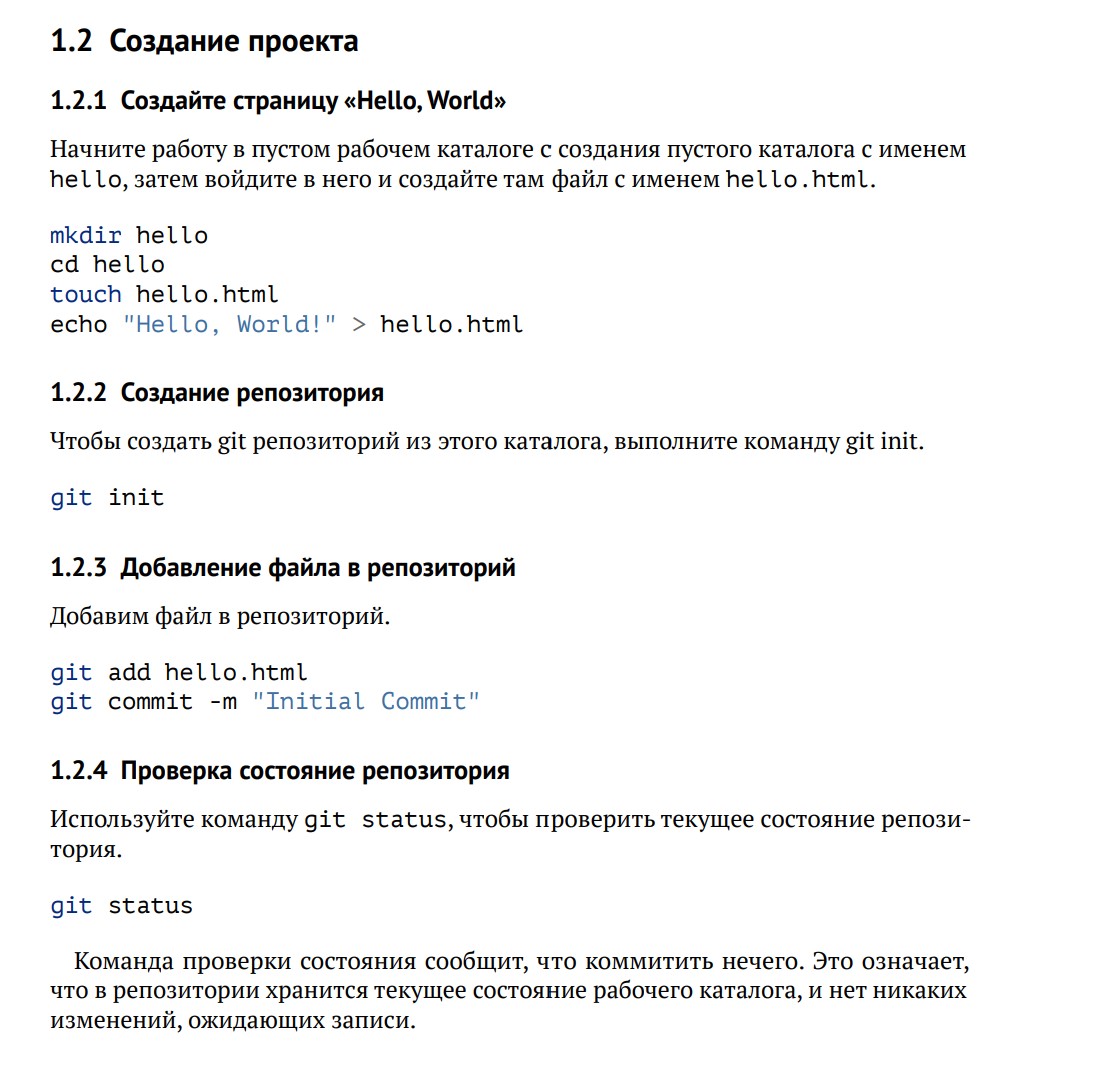 1.2 Создание проекта
1.2.1 Создайте страницу «Hello, World»
Начните работу в пустом рабочем каталоге с создания пустого каталога с именем
hello, затем войдите в него и создайте там файл с именем hello.html.
mkdir hello
cd hello
touch hello.html
echo "Hello, World!" > hello.html
1.2.2 Создание репозитория
Чтобы создать git репозиторий из этого каталога, выполните команду git init.
git init
1.2.3 Добавление файла в репозиторий
Добавим файл в репозиторий.
git add hello.html
git commit -m "Initial Commit"
1.2.4 Проверка состояние репозитория
Используйте команду git status, чтобы проверить текущее состояние репози-
тория.
git status
Команда проверки состояния сообщит, что коммитить нечего. Это означает,
что в репозитории хранится текущее состояние рабочего каталога, и нет никаких
изменений, ожидающих записи.